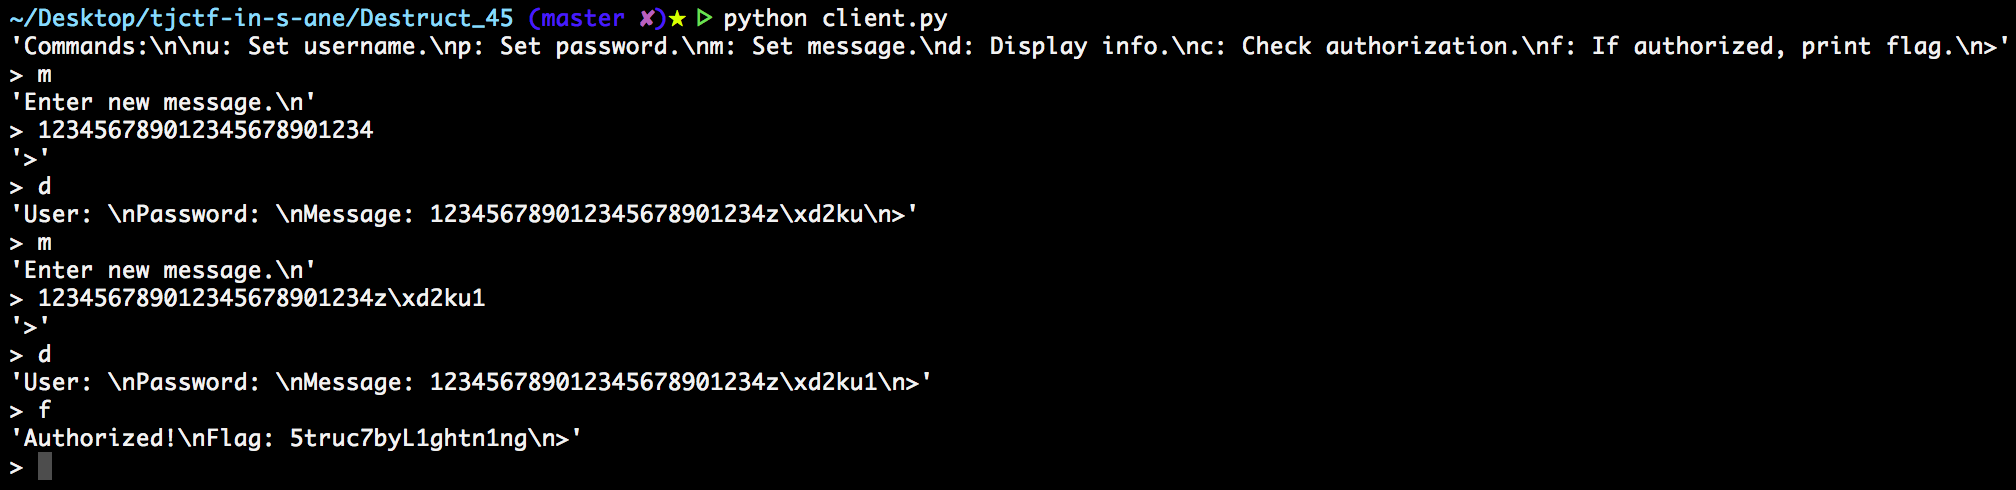 ~/Desktop/tjctf-in-s-ane/Destruct_45 (master ✘)★ ▷ python client.py
'Commands:\n\nu: Set username.\np: Set password.\nm: Set message.\nd: Display info.\nc: Check authorization.\nf: If authorized, print flag.\n>'
> m
'Enter new message.\n'
> 123456789012345678901234
'>'
> d
'User: \nPassword: \nMessage: 123456789012345678901234z\xd2ku\n>'
> m
'Enter new message.\n'
> 123456789012345678901234z\xd2ku1
'>'
> d
'User: \nPassword: \nMessage: 123456789012345678901234z\xd2ku1\n>'
> f
'Authorized!\nFlag: 5truc7byL1ghtn1ng\n>'
>